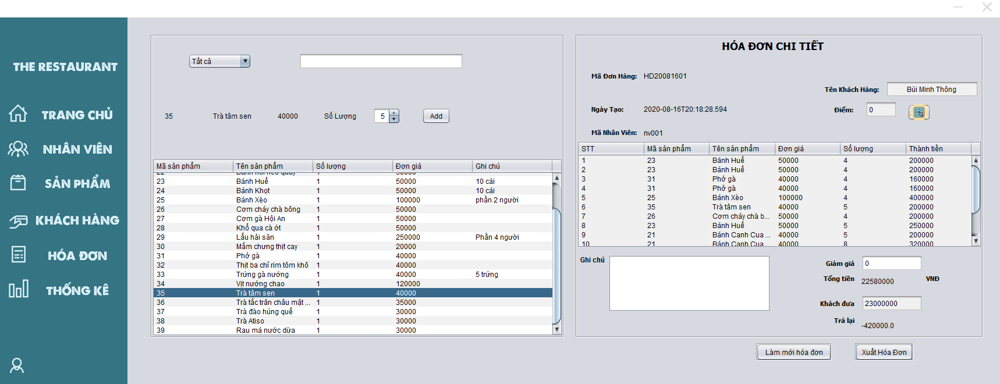 THE RESTAURANT
TRANG CHỦ
NHÂN VIÊN
SẢN PHẨM
KHÁCH HÀNG
HÓA ĐƠN
THỐNG KÊ
Tất cả
35 Trà tâm sen 40000 Số Lượng 5 Add
Mã sản phẩm Tên sản phẩm Số lượng Đơn giá Ghi chú
22 Bánh hỏi heo quay 1 50000
23 Bánh Huế 1 50000 10 cái
24 Bánh Khọt 1 50000 10 cái
25 Bánh Xèo 1 100000 phần 2 người
26 Cơm cháy chà bông 1 50000
27 Cơm gà Hội An 1 50000
28 Khổ qua cà ớt 1 50000
29 Lẩu hải sản 1 250000 Phần 4 người
30 Mắm chưng thịt cay 1 20000
31 Phở gà 1 40000
32 Thịt ba chỉ rim tôm khô 1 40000
33 Trứng gà nướng 1 40000 5 trứng
34 Vịt nướng chao 1 120000
35 Trà tâm sen 1 40000
36 Trà tắc trân châu mật ... 1 35000
37 Trà đào húng quế 1 30000
38 Trà Atiso 1 30000
39 Rau má nước dừa 1 30000
HÓA ĐƠN CHI TIẾT
Mã Đơn Hàng: HD20081601
Tên Khách Hàng: Bùi Minh Thông
Ngày Tạo: 2020-08-16T20:18:28.594
Điểm: 0
Mã Nhân Viên: nv001
STT Mã sản phẩm Tên sản phẩm Đơn giá Số lượng Thành tiền
1 23 Bánh Huế 50000 4 200000
2 23 Bánh Huế 50000 4 200000
3 31 Phở gà 40000 4 160000
4 31 Phở gà 40000 4 160000
5 25 Bánh Xèo 100000 4 400000
6 35 Trà tâm sen 40000 5 200000
7 26 Cơm cháy chà b... 50000 4 200000
8 23 Bánh Huế 50000 5 250000
9 21 Bánh Canh Cua ... 40000 5 200000
10 21 Bánh Canh Cua 40000 8 320000
Ghi chú
Giảm giá 0
Tổng tiền 22580000 VNĐ
Khách đưa 23000000
Trả lại -420000.0
Làm mới hóa đơn
Xuất Hóa Đơn